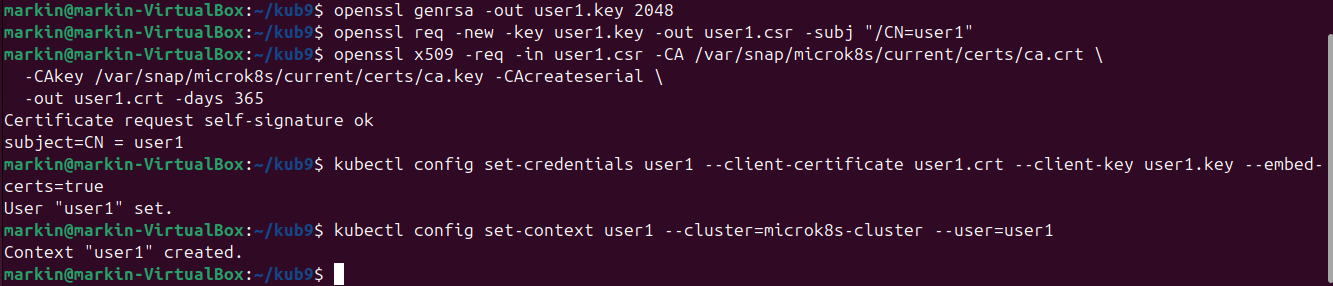 markin@markin-VirtualBox:~/kub9$ openssl genrsa -out user1.key 2048
markin@markin-VirtualBox:~/kub9$ openssl req -new -key user1.key -out user1.csr -subj "/CN=user1"
markin@markin-VirtualBox:~/kub9$ openssl x509 -req -in user1.csr -CA /var/snap/microk8s/current/certs/ca.crt \
  -CAkey /var/snap/microk8s/current/certs/ca.key -CAcreateserial \
  -out user1.crt -days 365
Certificate request self-signature ok
subject=CN = user1
markin@markin-VirtualBox:~/kub9$ kubectl config set-credentials user1 --client-certificate user1.crt --client-key user1.key --embed-
certs=true
User "user1" set.
markin@markin-VirtualBox:~/kub9$ kubectl config set-context user1 --cluster=microk8s-cluster --user=user1
Context "user1" created.
markin@markin-VirtualBox:~/kub9$